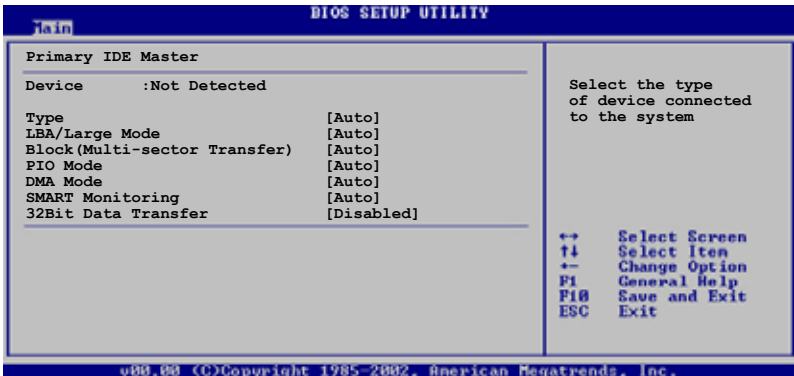 BIOS SETUP UTILITY
Main
Primary IDE Master
Device :Not Detected
Type [Auto]
LBA/Large Mode [Auto]
Block(Multi-sector Transfer) [Auto]
PIO Mode [Auto]
DMA Mode [Auto]
SMART Monitoring [Auto]
32Bit Data Transfer [Disabled]
Select the type
of device connected
to the system
←→ Select Screen
↑↓ Select Item
+- Change Option
F1 General Help
F10 Save and Exit
ESC Exit
v00.00 (C)Copyright 1985-2002, American Megatrends, Inc.